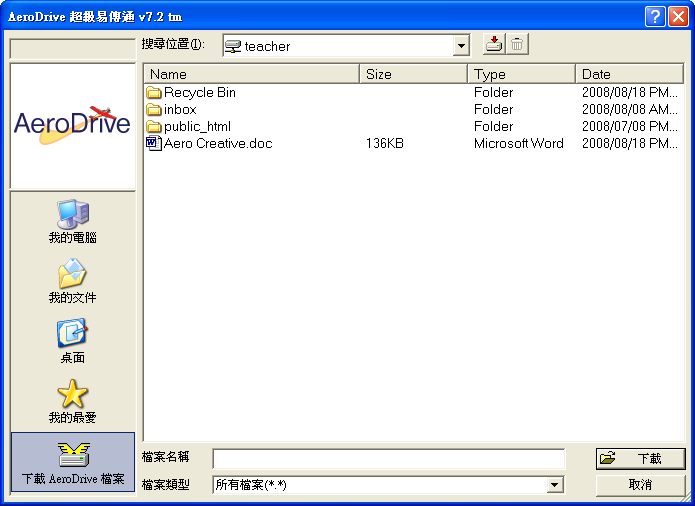 AeroDrive 超級易傳通 v7.2 tm
搜尋位置(I):
teacher
AeroDrive
Name Size Type Date
Recycle Bin Folder 2008/08/18 PM...
inbox Folder 2008/08/08 AM...
public_html Folder 2008/07/08 PM...
Aero Creative.doc 136KB Microsoft Word 2008/08/18 PM...
我的電腦
我的文件
桌面
我的最愛
下載 AeroDrive 檔案
檔案名稱
下載
檔案類型
所有檔案(*.*)
取消